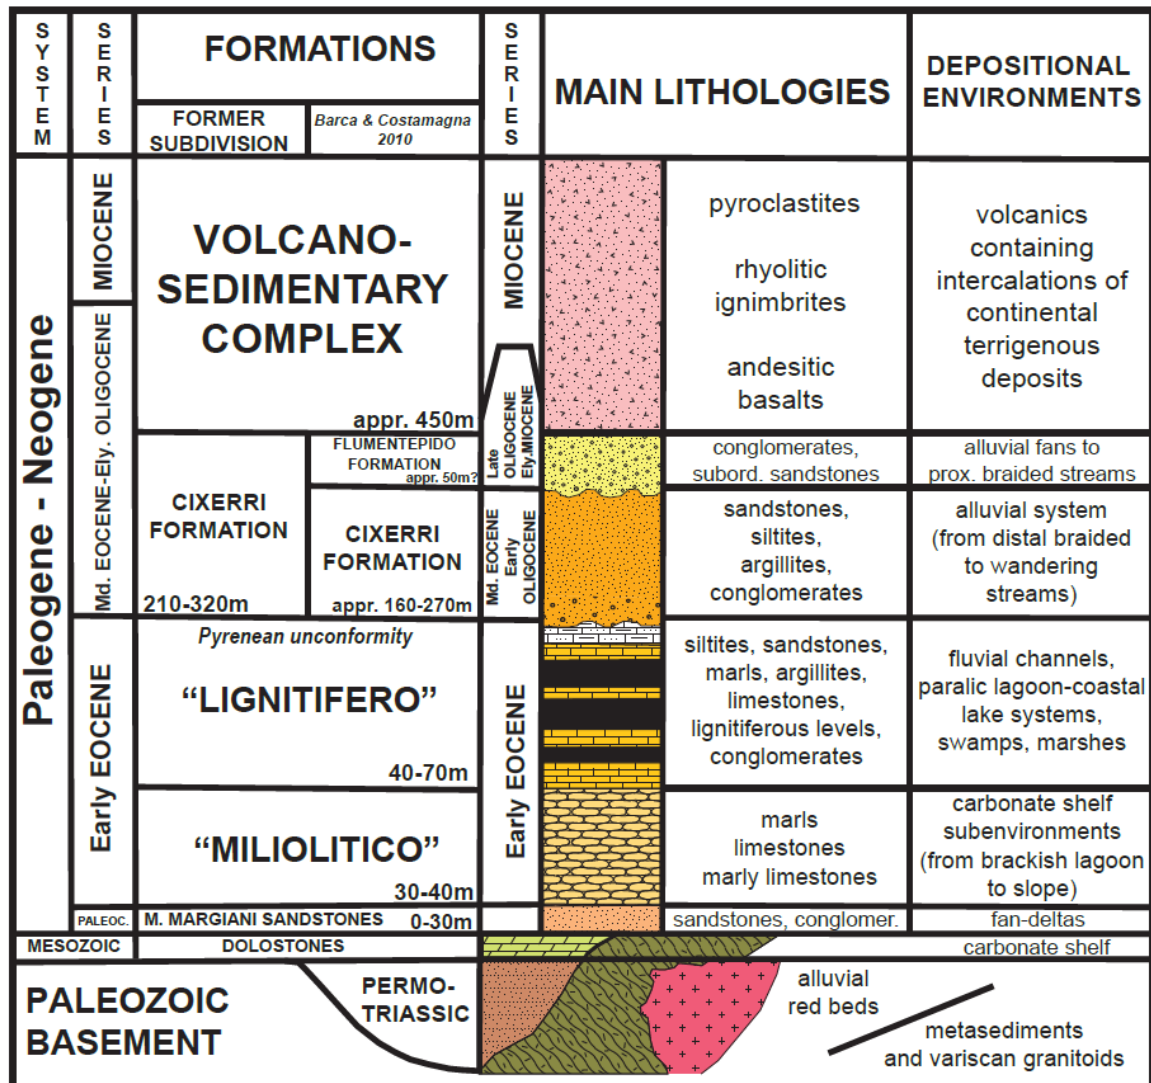 SYSTEM
SERIES
FORMATIONS
FORMER
SUBDIVISION
Barca & Costamagna
2010
SERIES
MAIN LITHOLOGIES
DEPOSITIONAL
ENVIRONMENTS
Paleogene - Neogene
MIOCENE
VOLCANO-
SEDIMENTARY
COMPLEX
appr. 450m
MIOCENE
pyroclastites
rhyolitic
ignimbrites
andesitic
basalts
volcanics
containing
intercalations of
continental
terrigenous
deposits
Md. EOCENE-Ely. OLIGOCENE
CIXERRI
FORMATION
210-320m
FLUMENTEPIDO
FORMATION
appr. 50m?
Late
OLIGOCENE
Ely.MIOCENE
conglomerates,
subord. sandstones
alluvial fans to
prox. braided streams
CIXERRI
FORMATION
appr. 160-270m
Md. EOCENE
Early
OLIGOCENE
sandstones,
siltites,
argillites,
conglomerates
alluvial system
(from distal braided
to wandering
streams)
Early EOCENE
Pyrenean unconformity
“LIGNITIFERO”
40-70m
Early EOCENE
siltites, sandstones,
marls, argillites,
limestones,
lignitiferous levels,
conglomerates
fluvial channels,
paralic lagoon-coastal
lake systems,
swamps, marshes
“MILIOLITICO”
30-40m
marls
limestones
marly limestones
carbonate shelf
subenvironments
(from brackish lagoon
to slope)
PALEOC.
M. MARGIANI SANDSTONES 0-30m
sandstones, conglomer.
fan-deltas
MESOZOIC
DOLOSTONES
carbonate shelf
PALEOZOIC
BASEMENT
PERMO-
TRIASSIC
alluvial
red beds
metasediments
and variscan granitoids